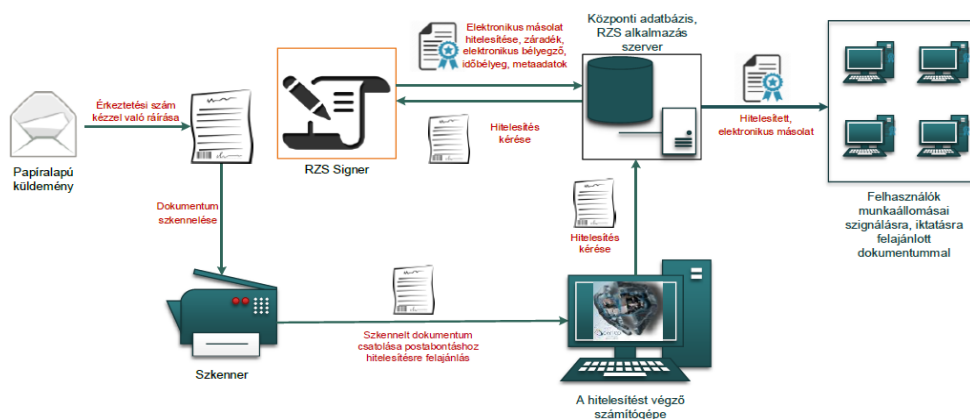 Elektronikus másolat
hitelesítése, záradék,
elektronikus bélyegző,
időbélyeg, metaadatok
Központi adatbázis,
RZS alkalmazás
szerver
Érkeztetési szám
kézzel való ráírása
Hitelesítés
kérése
Hitelesített,
elektronikus másolat
Papíralapú
küldemény
RZS Signer
Felhasználók
munkaállomásai
szignálásra, iktatásra
felajánlott
dokumentummal
Dokumentum
szkennelése
Hitelesítés
kérése
Szkennelt dokumentum
csatolása postabontáshoz
hitelesítésre felajánlás
Szkenner
A hitelesítést végző
számítógépe